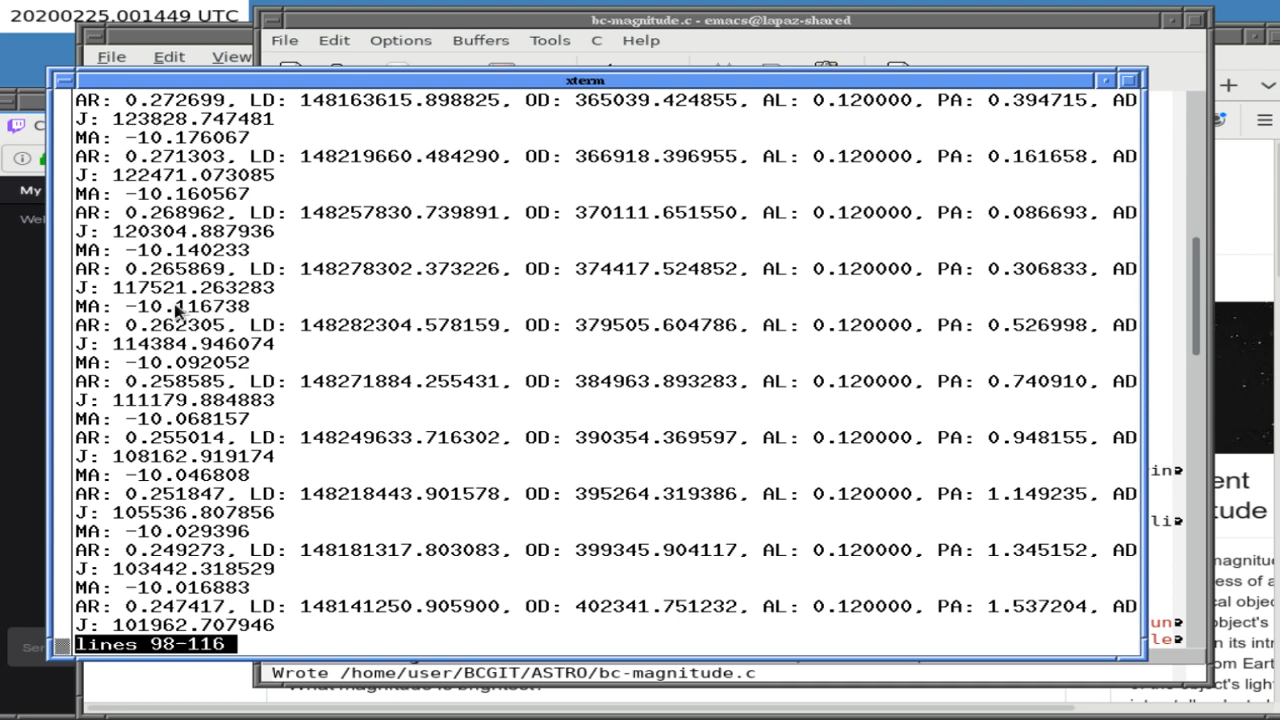 20200225.001449 UTC
bc-magnitude.c - emacs@lapaz-shared
File Edit Options Buffers Tools C Help
File Edit View
xterm
AR: 0.272699, LD: 148163615.898825, OD: 365039.424855, AL: 0.120000, PA: 0.394715, AD
J: 123828.747481
MA: -10.176067
AR: 0.271303, LD: 148219660.484290, OD: 366918.396955, AL: 0.120000, PA: 0.161658, AD
J: 122471.073085
MA: -10.160567
AR: 0.268962, LD: 148257830.739891, OD: 370111.651550, AL: 0.120000, PA: 0.086693, AD
J: 120304.887936
MA: -10.140233
AR: 0.265869, LD: 148278302.373226, OD: 374417.524852, AL: 0.120000, PA: 0.306833, AD
J: 117521.263283
MA: -10.116738
AR: 0.262305, LD: 148282304.578159, OD: 379505.604786, AL: 0.120000, PA: 0.526998, AD
J: 114384.946074
MA: -10.092052
AR: 0.258585, LD: 148271884.255431, OD: 384963.893283, AL: 0.120000, PA: 0.740910, AD
J: 111179.884883
MA: -10.068157
AR: 0.255014, LD: 148249633.716302, OD: 390354.369597, AL: 0.120000, PA: 0.948155, AD
J: 108162.919174
MA: -10.046808
AR: 0.251847, LD: 148218443.901578, OD: 395264.319386, AL: 0.120000, PA: 1.149235, AD
J: 105536.807856
MA: -10.029396
AR: 0.249273, LD: 148181317.803083, OD: 399345.904117, AL: 0.120000, PA: 1.345152, AD
J: 103442.318529
MA: -10.016883
AR: 0.247417, LD: 148141250.905900, OD: 402341.751232, AL: 0.120000, PA: 1.537204, AD
J: 101962.707946
lines 98-116
Wrote /home/user/BCGIT/ASTRO/bc-magnitude.c
My